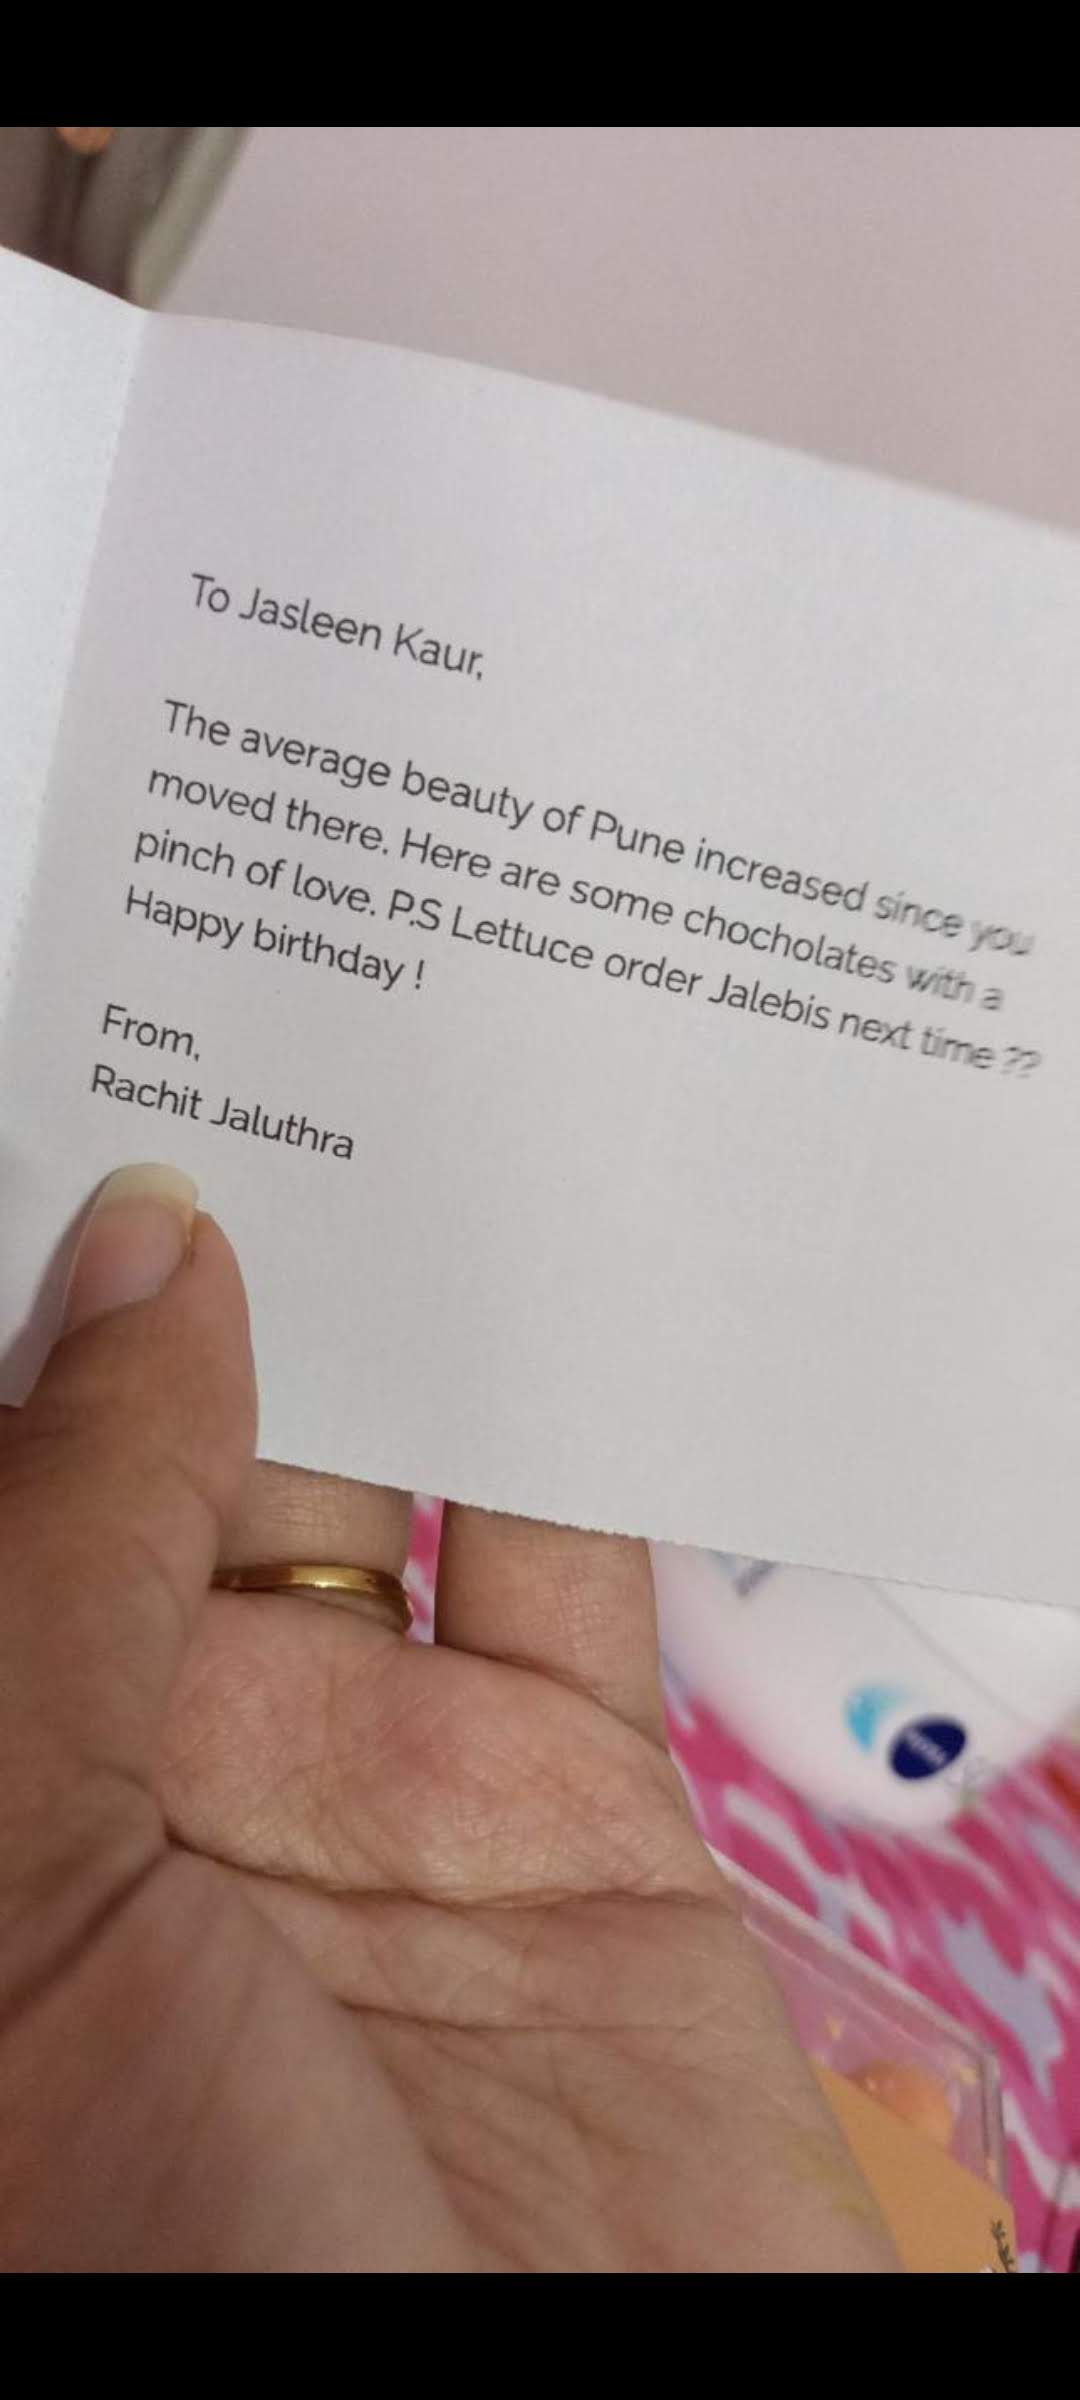 To Jasleen Kaur,
The average beauty of Pune increased since you
moved there. Here are some chocholates with a
pinch of love. P.S Lettuce order Jalebis next time ??
Happy birthday !
From,
Rachit Jaluthra